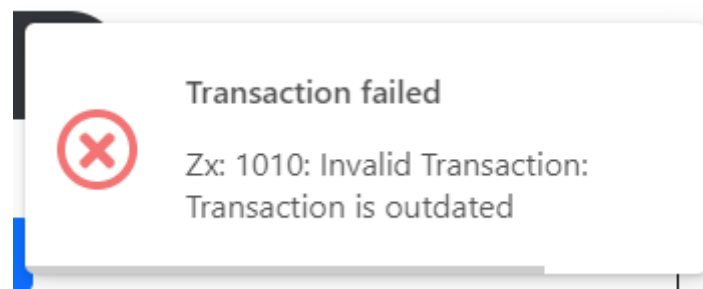 Transaction failed
Zx: 1010: Invalid Transaction:
Transaction is outdated